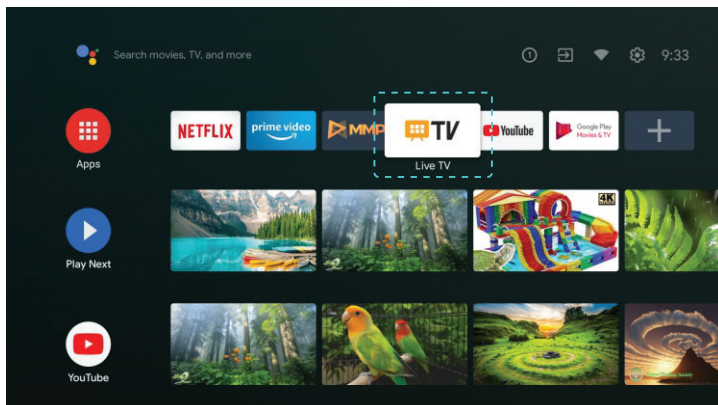 Search movies, TV, and more
1
9:33
Apps
NETFLIX
prime video
MMP
TV
YouTube
Google Play
Movies & TV
Live TV
Play Next
4K
YouTube